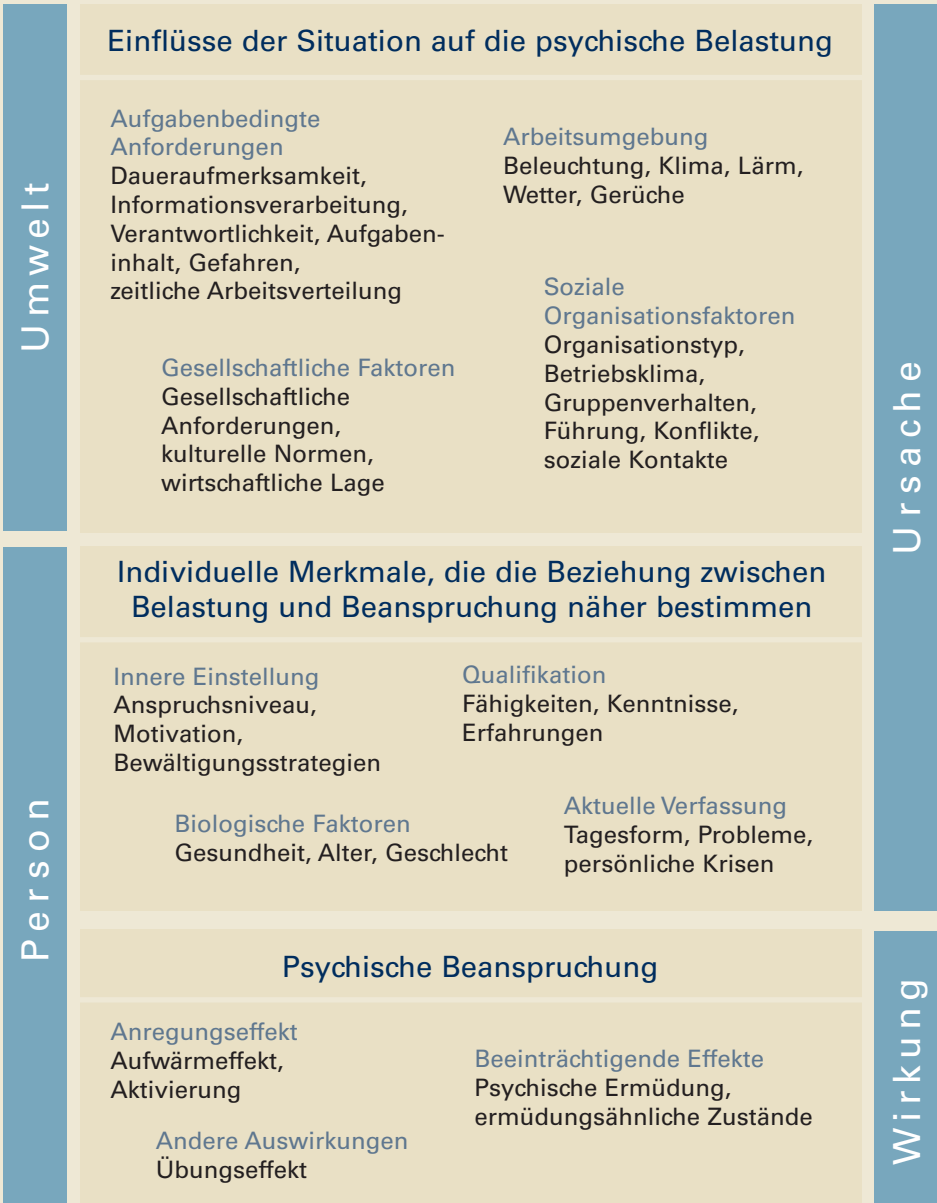 Umwelt
Einflüsse der Situation auf die psychische Belastung
Aufgabenbedingte
Anforderungen
Daueraufmerksamkeit,
Informationsverarbeitung,
Verantwortlichkeit, Aufgaben-
inhalt, Gefahren,
zeitliche Arbeitsverteilung
Arbeitsumgebung
Beleuchtung, Klima, Lärm,
Wetter, Gerüche
Gesellschaftliche Faktoren
Gesellschaftliche
Anforderungen,
kulturelle Normen,
wirtschaftliche Lage
Soziale
Organisationsfaktoren
Organisationstyp,
Betriebsklima,
Gruppenverhalten,
Führung, Konflikte,
soziale Kontakte
Ursache
Person
Individuelle Merkmale, die die Beziehung zwischen
Belastung und Beanspruchung näher bestimmen
Innere Einstellung
Anspruchsniveau,
Motivation,
Bewältigungsstrategien
Qualifikation
Fähigkeiten, Kenntnisse,
Erfahrungen
Biologische Faktoren
Gesundheit, Alter, Geschlecht
Aktuelle Verfassung
Tagesform, Probleme,
persönliche Krisen
Psychische Beanspruchung
Anregungseffekt
Aufwärmeffekt,
Aktivierung
Beeinträchtigende Effekte
Psychische Ermüdung,
ermüdungsähnliche Zustände
Andere Auswirkungen
Übungseffekt
Wirkung